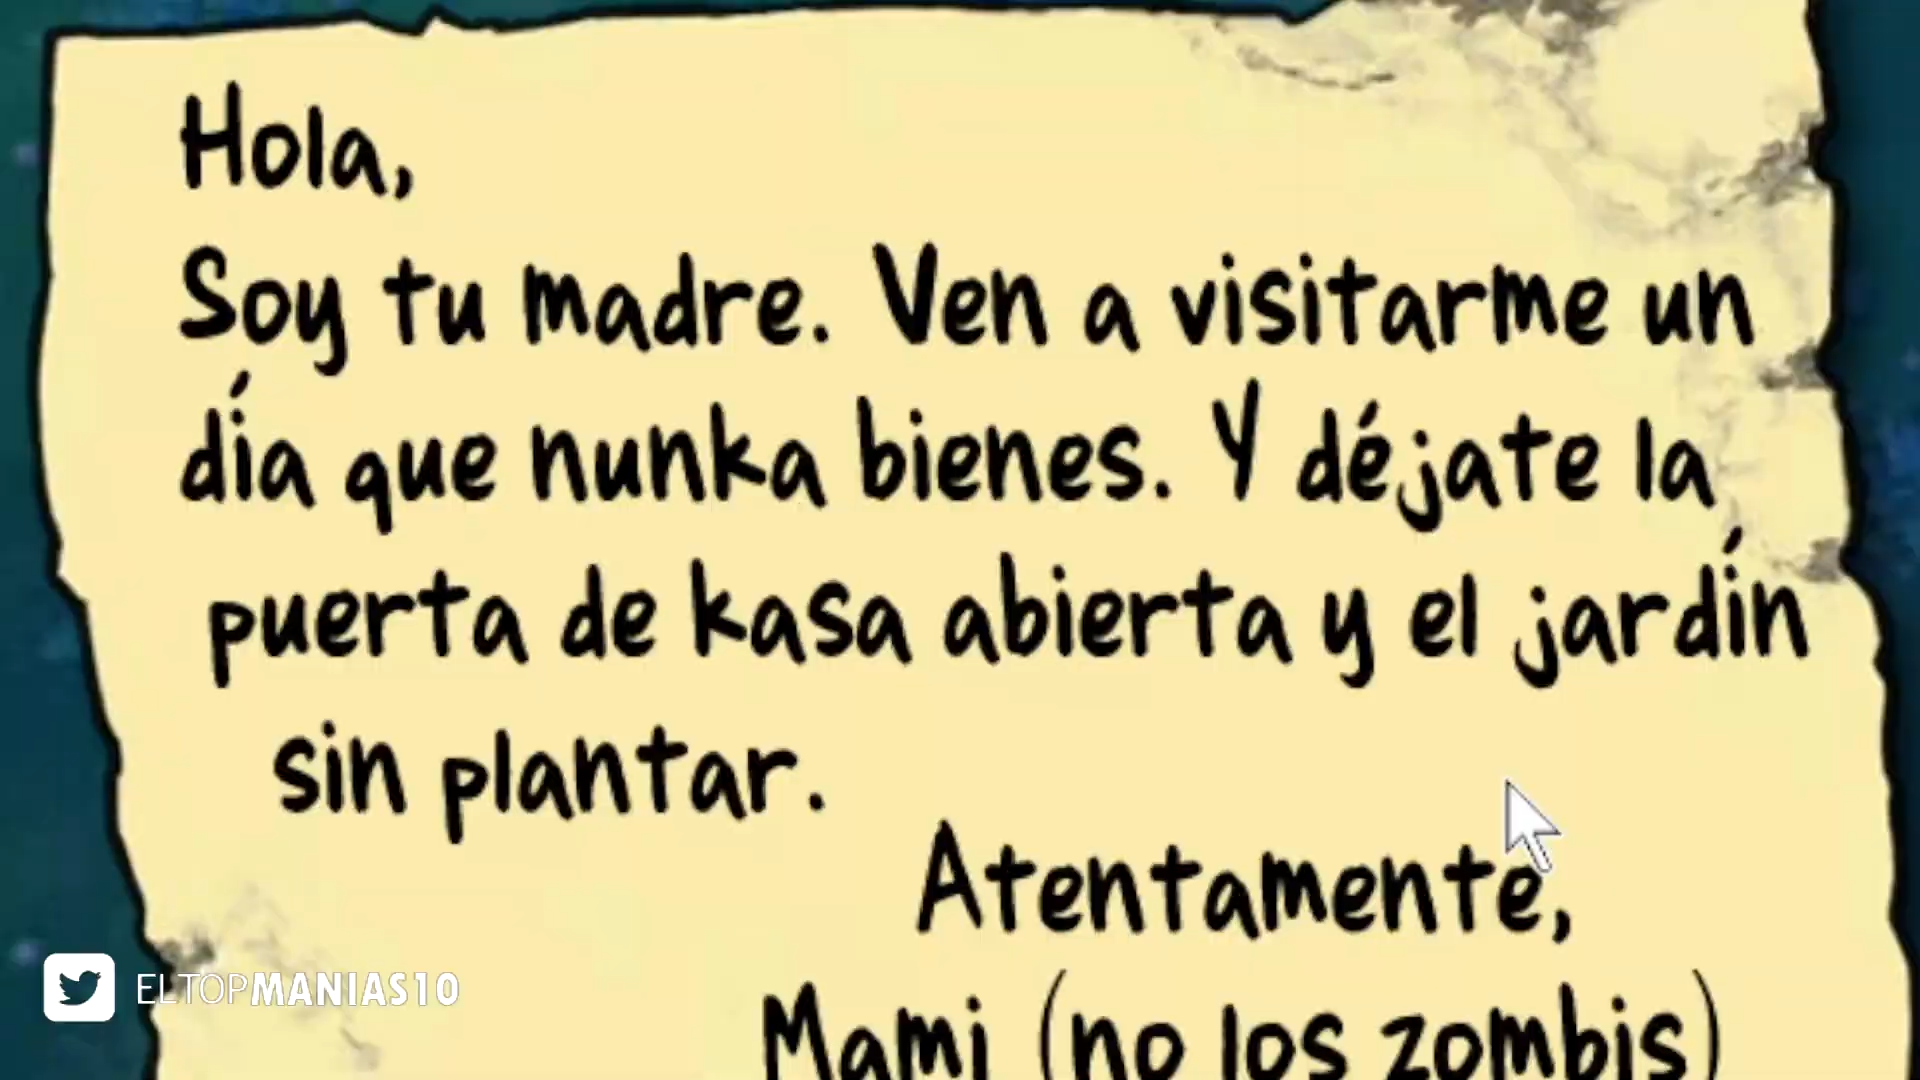 Hola,
Soy tu madre. Ven a visitarme un
día que nunka bienes. Y déjate la
puerta de kasa abierta y el jardín
sin plantar.
Atentamente,
Mami (no los zombis)
ELTOPMANIAS10